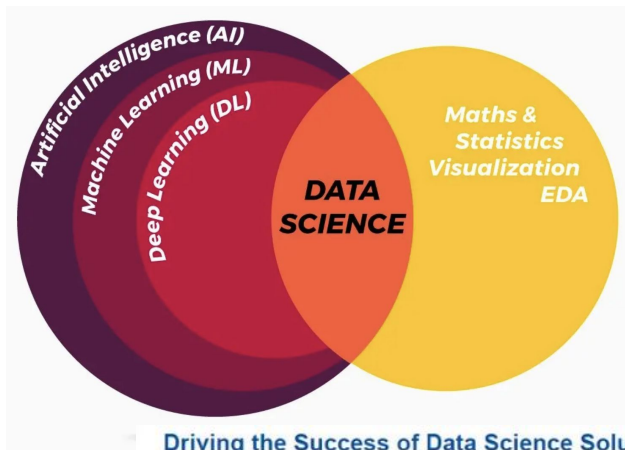 Artificial Intelligence (AI)
Machine Learning (ML)
Deep Learning (DL)
DATA
SCIENCE
Maths &
Statistics
Visualization
EDA
Driving the Success of Data Science Solu